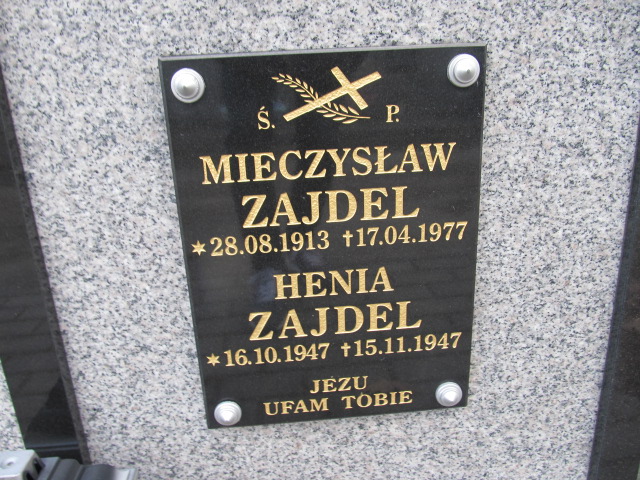 Ś. P.
MIECZYSŁAW
ZAJDEL
✶28.08.1913 ✝17.04.1977
HENIA
ZAJDEL
✶16.10.1947 ✝15.11.1947
JEZU
UFAM TOBIE